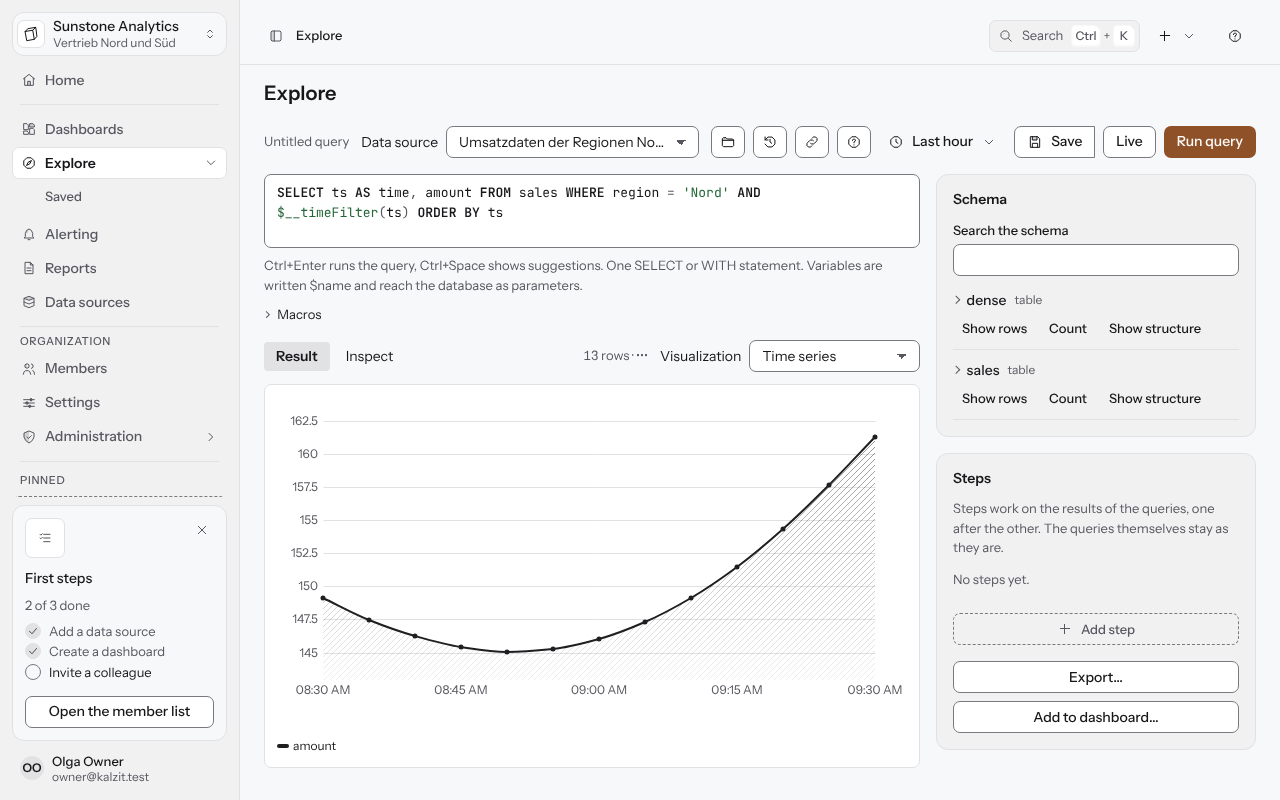 Sunstone Analytics
Vertrieb Nord und Süd
Home
Dashboards
Explore
Saved
Alerting
Reports
Data sources
ORGANIZATION
Members
Settings
Administration
PINNED
First steps
2 of 3 done
Add a data source
Create a dashboard
Invite a colleague
Open the member list
OO
Olga Owner
owner@kalzit.test
Explore
Search Ctrl + K
Explore
Untitled query Data source Umsatzdaten der Regionen No... Last hour Save Live Run query
SELECT ts AS time, amount FROM sales WHERE region = 'Nord' AND
$__timeFilter(ts) ORDER BY ts
Ctrl+Enter runs the query, Ctrl+Space shows suggestions. One SELECT or WITH statement. Variables are
written $name and reach the database as parameters.
Macros
Result Inspect 13 rows · ··· Visualization Time series
162.5
160
157.5
155
152.5
150
147.5
145
08:30 AM 08:45 AM 09:00 AM 09:15 AM 09:30 AM
amount
Schema
Search the schema
dense table
Show rows Count Show structure
sales table
Show rows Count Show structure
Steps
Steps work on the results of the queries, one
after the other. The queries themselves stay as
they are.
No steps yet.
Add step
Export...
Add to dashboard...